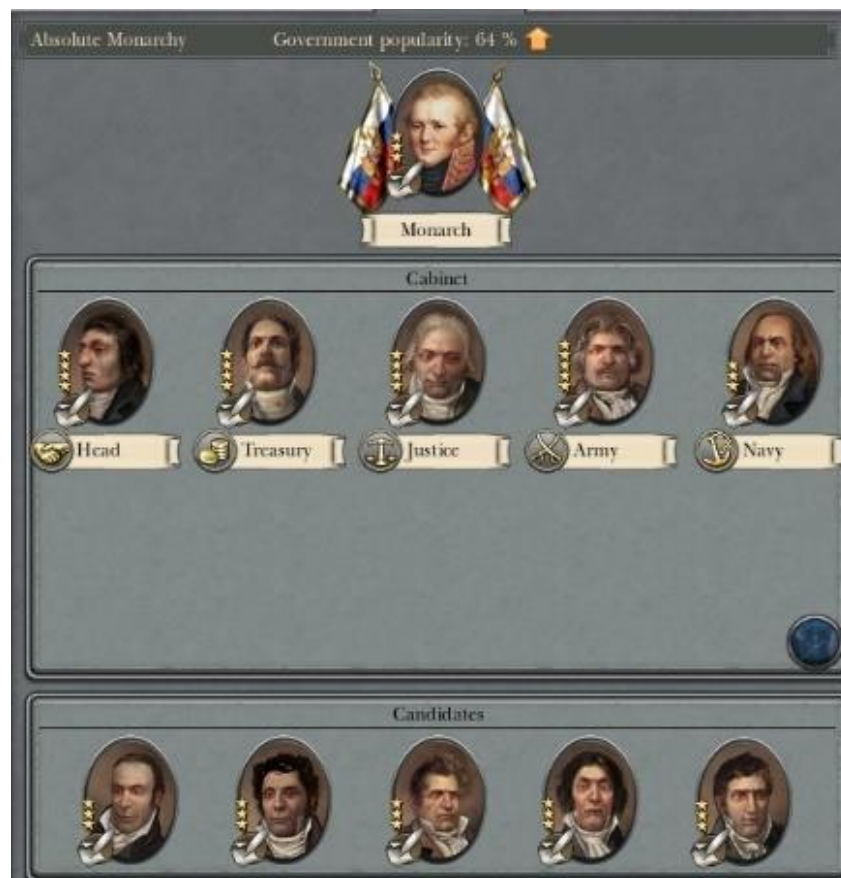 Absolute Monarchy Government popularity: 64 %
Monarch
Cabinet
Head Treasury Justice Army Navy
Candidates